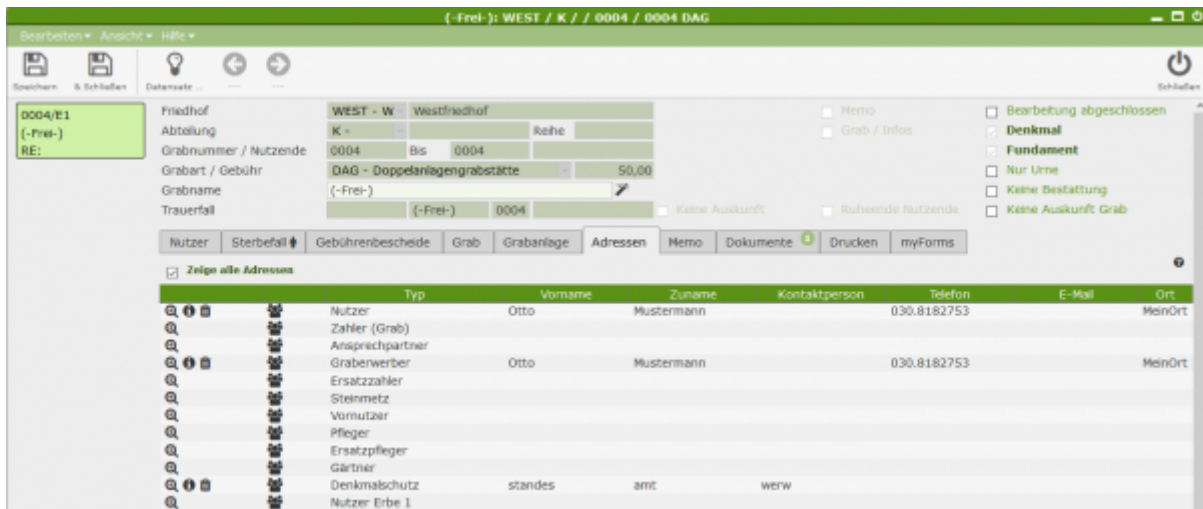 (-Frei-): WEST / K / / 0004 / 0004 DAG
Bearbeiten Ansicht Hilfe
Speichern & Schließen Datensatz .. ---- ---- Schließen
0004/E1
(-Frei-)
RE:
Friedhof WEST - W Westfriedhof Memo Bearbeitung abgeschlossen
Abteilung K - Reihe Grab / Infos Denkmal
Grabnummer / Nutzende 0004 Bis 0004 Fundament
Grabart / Gebühr DAG - Doppelanlagengrabstätte 50,00 Nur Urne
Grabname (-Frei-) Keine Bestattung
Trauerfall (-Frei-) 0004 Keine Auskunft Ruhende Nutzende Keine Auskunft Grab
Nutzer Sterbefall Gebührenbescheide Grab Grabanlage Adressen Memo Dokumente 1 Drucken myForms
Zeige alle Adressen
Typ Vorname Zuname Kontaktperson Telefon E-Mail Ort
Nutzer Otto Mustermann 030.8182753 MeinOrt
Zahler (Grab)
Ansprechpartner
Graberwerber Otto Mustermann 030.8182753 MeinOrt
Ersatzzahler
Steinmetz
Vornutzer
Pfleger
Ersatzpfleger
Gärtner
Denkmalschutz standes amt werw
Nutzer Erbe 1